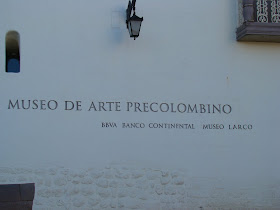 MUSEO DE ARTE PRECOLOMBINO
BBVA BANCO CONTINENTAL MUSEO LARCO